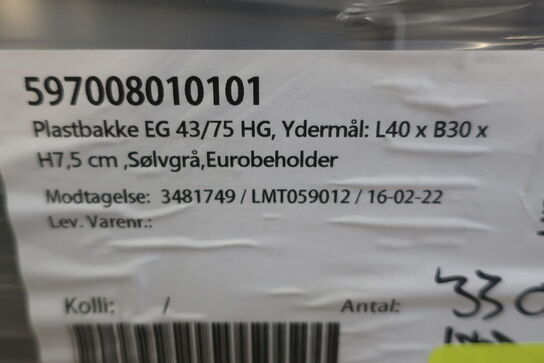 597008010101
Plastbakke EG 43/75 HG, Ydermål: L40 x B30 x
H7,5 cm ,Sølvgrå,Eurobeholder
Modtagelse: 3481749 / LMT059012 / 16-02-22
Lev. Varenr.:
Kolli: / Antal: 330